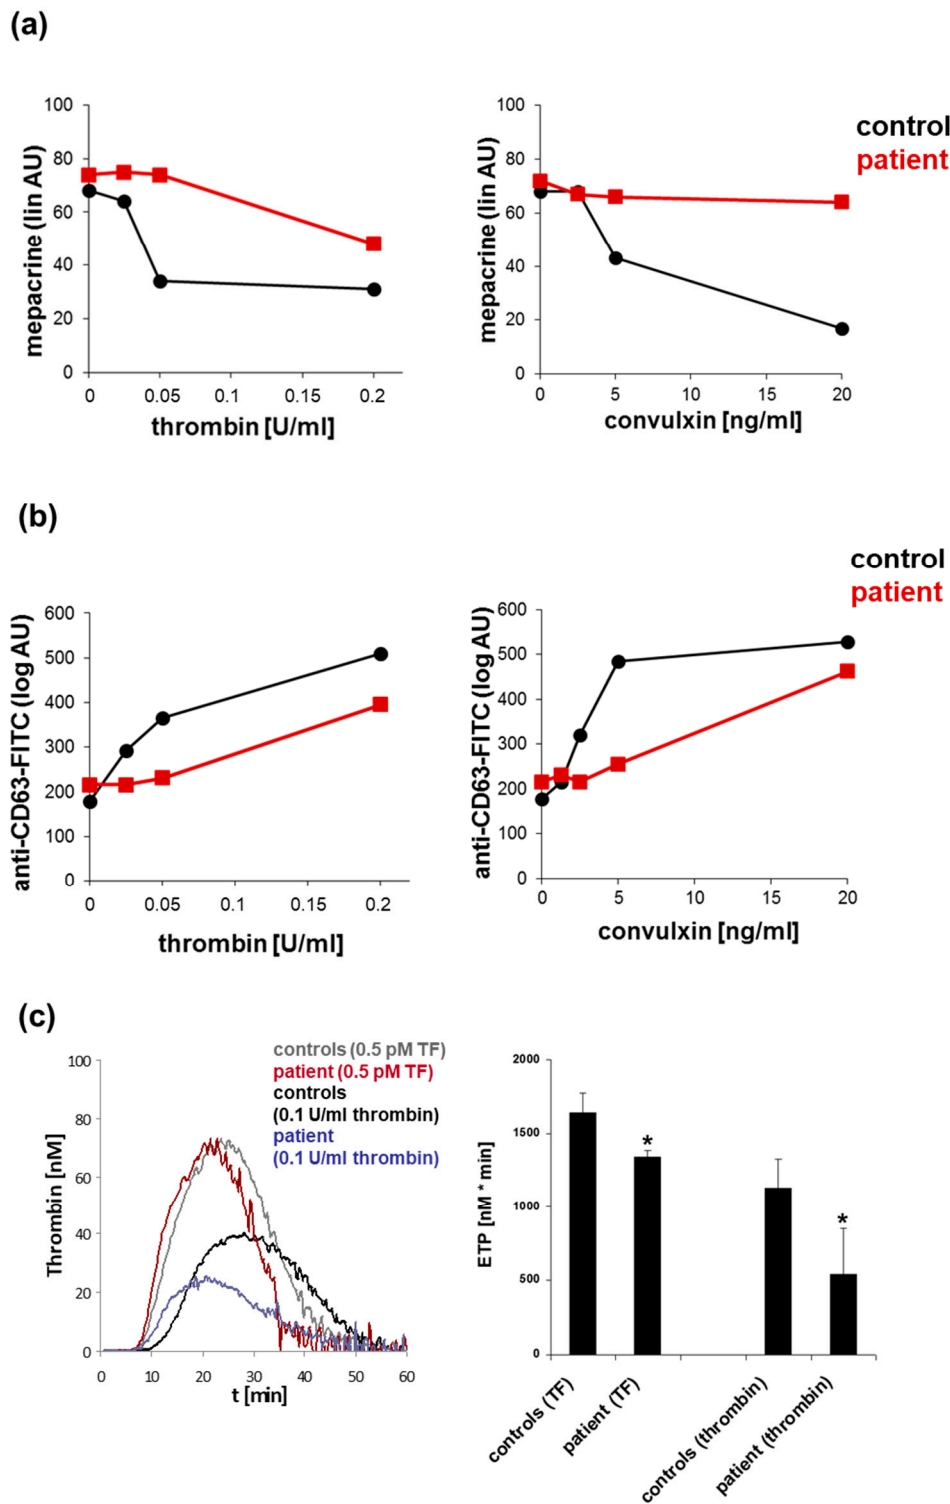 (a)
100
80
60
40
20
0
mepacrine (lin AU)
0 0.05 0.1 0.15 0.2
thrombin [U/ml]
100
80
60
40
20
0
mepacrine (lin AU)
0 5 10 15 20
convulxin [ng/ml]
control
patient
(b)
control
patient
600
500
400
300
200
100
0
anti-CD63-FITC (log AU)
0 0.05 0.1 0.15 0.2
thrombin [U/ml]
600
500
400
300
200
100
0
anti-CD63-FITC (log AU)
0 5 10 15 20
convulxin [ng/ml]
(c)
controls (0.5 pM TF)
patient (0.5 pM TF)
controls
(0.1 U/ml thrombin)
patient
(0.1 U/ml thrombin)
100
80
60
40
20
0
Thrombin [nM]
0 10 20 30 40 50 60
t [min]
2000
1500
1000
500
0
ETP [nM * min]
*
*
controls (TF)
patient (TF)
controls (thrombin)
patient (thrombin)